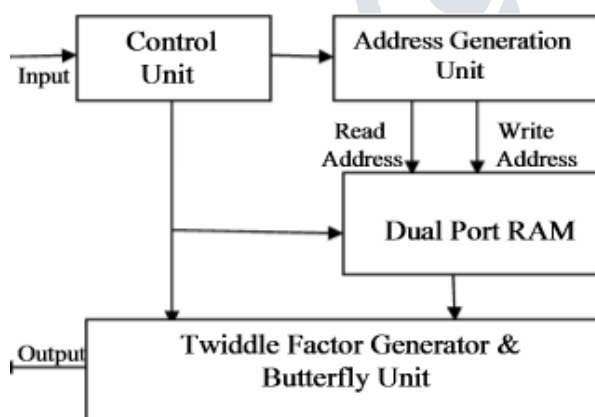 Control
Unit
Address Generation
Unit
Input
Read
Address
Write
Address
Dual Port RAM
Twiddle Factor Generator &
Butterfly Unit
Output